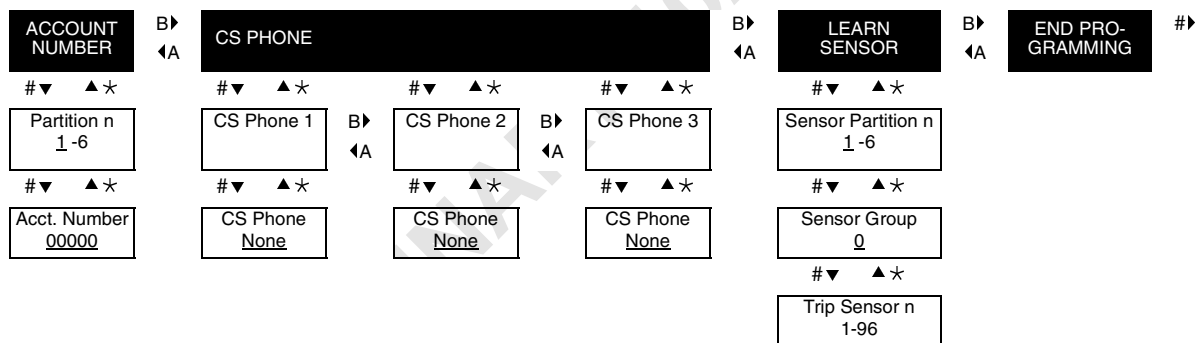 ACCOUNT NUMBER B▶ ◀A CS PHONE B▶ ◀A LEARN SENSOR B▶ ◀A END PRO-GRAMMING #▶
#▼ ▲* #▼ ▲* #▼ ▲* #▼ ▲* #▼ ▲*
Partition n CS Phone 1 B▶ CS Phone 2 B▶ CS Phone 3 Sensor Partition n
1 -6 ◀A ◀A 1 -6
#▼ ▲* #▼ ▲* #▼ ▲* #▼ ▲* #▼ ▲*
Acct. Number CS Phone CS Phone CS Phone Sensor Group
00000 None None None 0
#▼ ▲*
Trip Sensor n
1-96